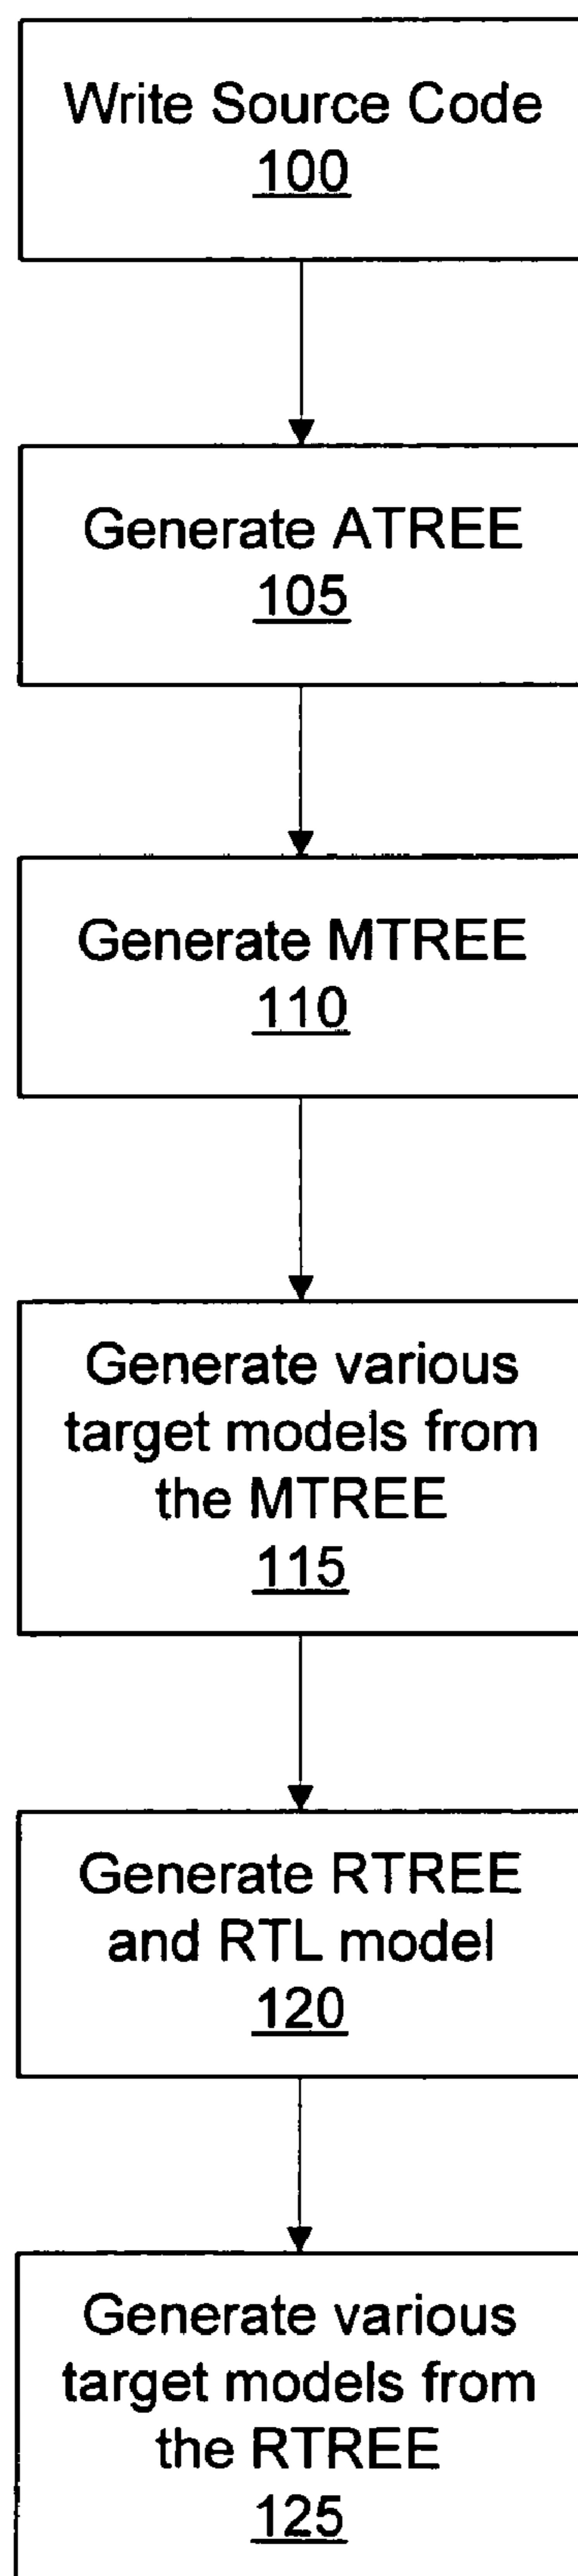 Write Source Code
100
Generate ATREE
105
Generate MTREE
110
Generate various
target models from
the MTREE
115
Generate RTREE
and RTL model
120
Generate various
target models from
the RTREE
125